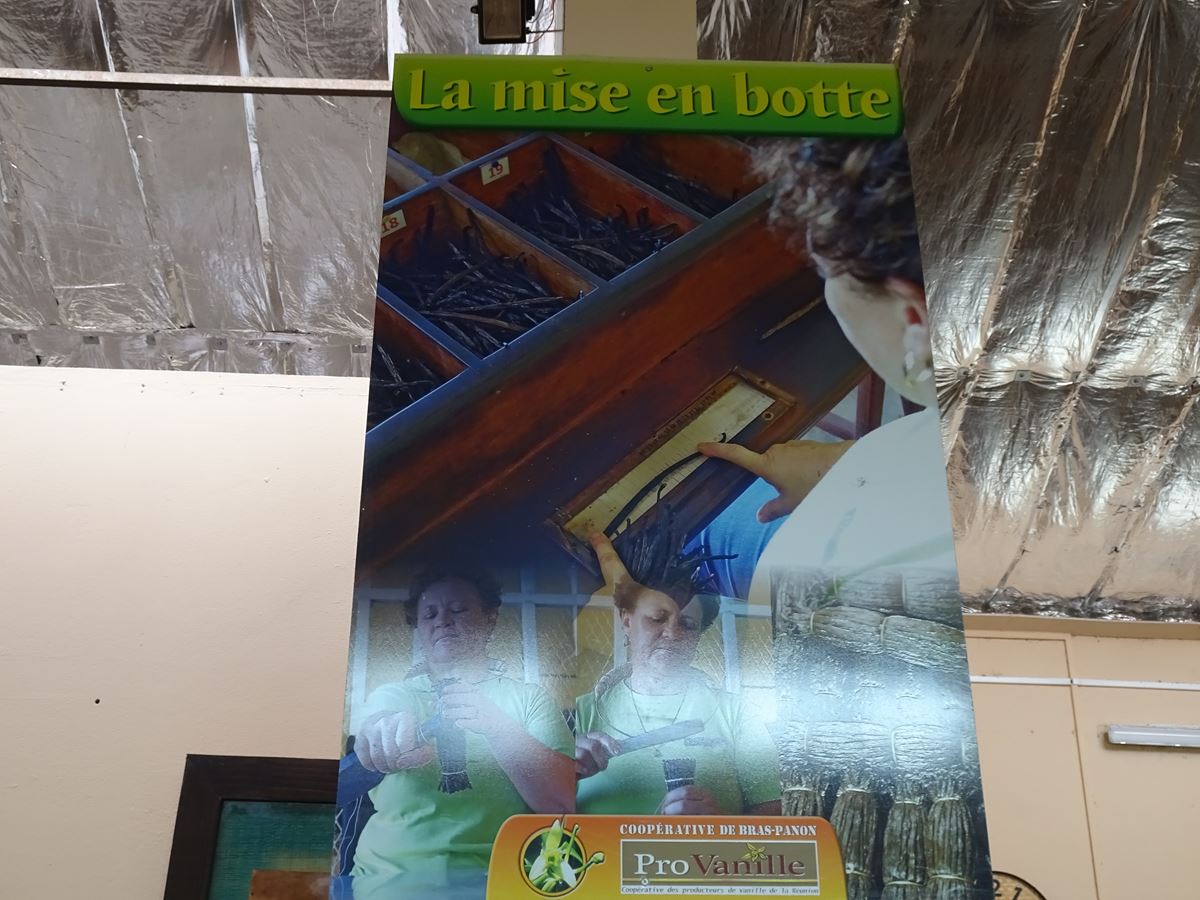 La mise en botte
19
18
COOPÉRATIVE DE BRAS-PANON
ProVanille
Coopérative des producteurs de vanille de la Réunion